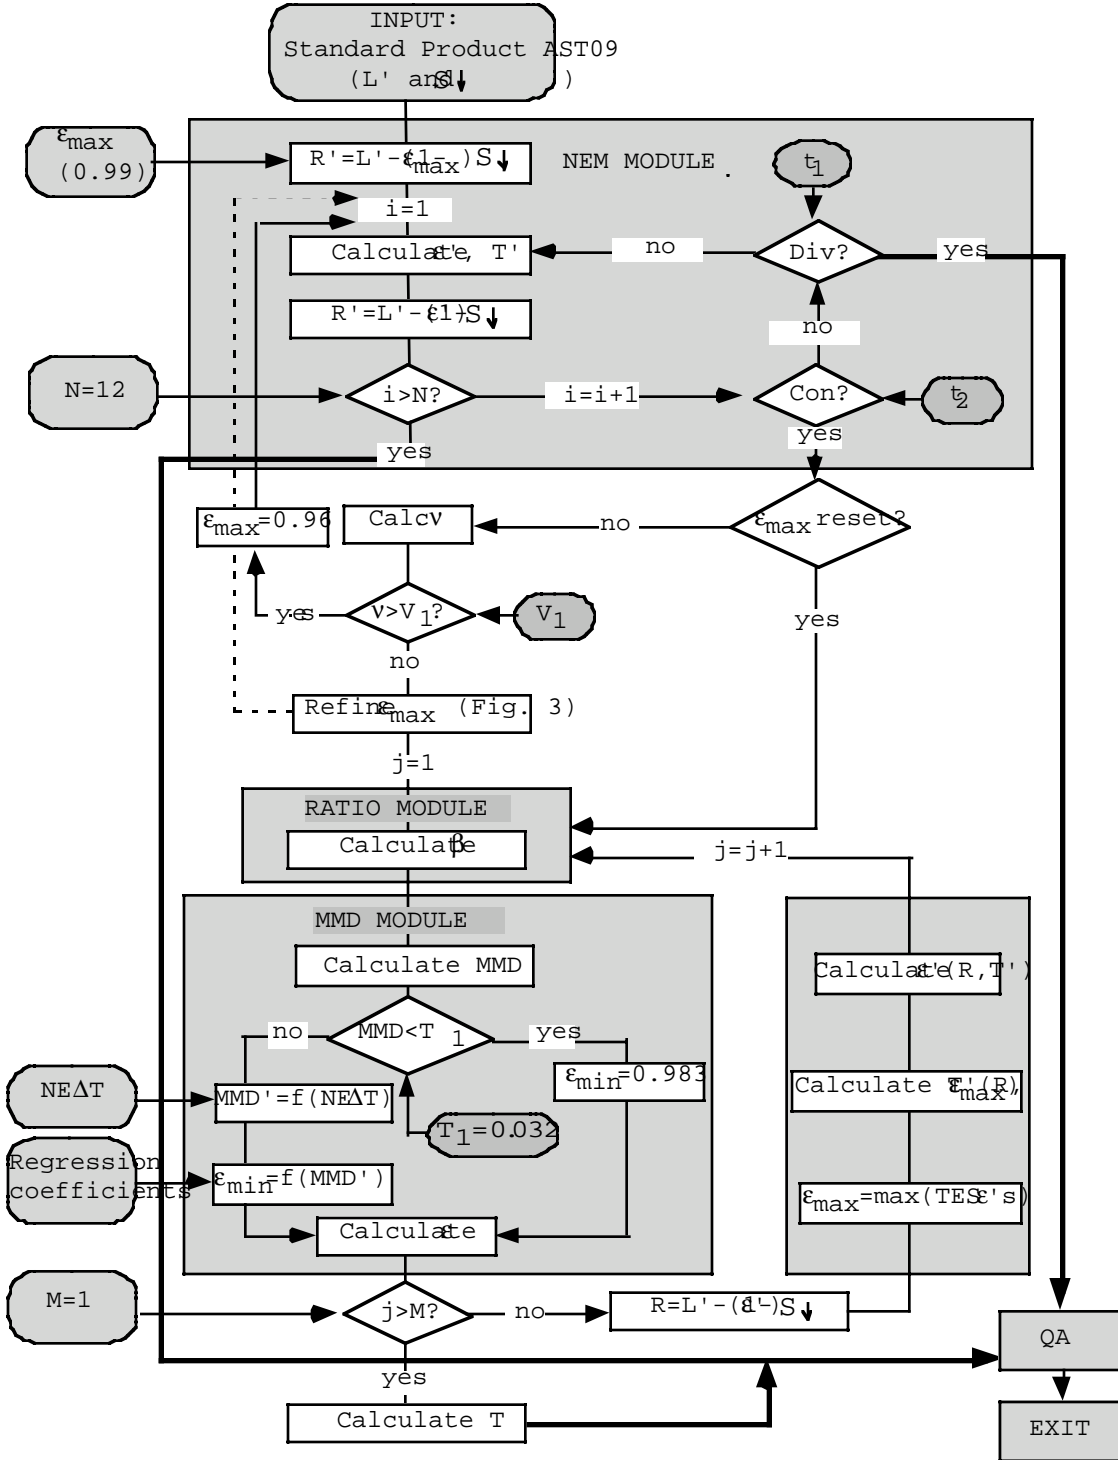 INPUT:
Standard Product AST09
(L' and S↓)
εmax
(0.99)
R'=L'-(1-εmax)S↓
NEM MODULE
t1
i=1
Calculate ε', T'
no
Div?
yes
R'=L'-(1-ε')S↓
no
N=12
i>N?
i=i+1
Con?
t2
yes
yes
εmax=0.96
Calc ν
no
εmax reset?
yes
ν>V1?
V1
yes
no
Refine εmax (Fig. 3)
j=1
RATIO MODULE
Calculate β
j=j+1
MMD MODULE
Calculate MMD
Calculate ε'(R,T')
no
MMD<T1
yes
εmin=0.983
NEΔT
MMD'=f(NEΔT)
Calculate T'(R, εmax)
T1=0.032
Regression
coefficients
εmin=f(MMD')
εmax=max(TES ε's)
Calculate ε
M=1
j>M?
no
R=L'-(1-ε')S↓
QA
yes
Calculate T
EXIT